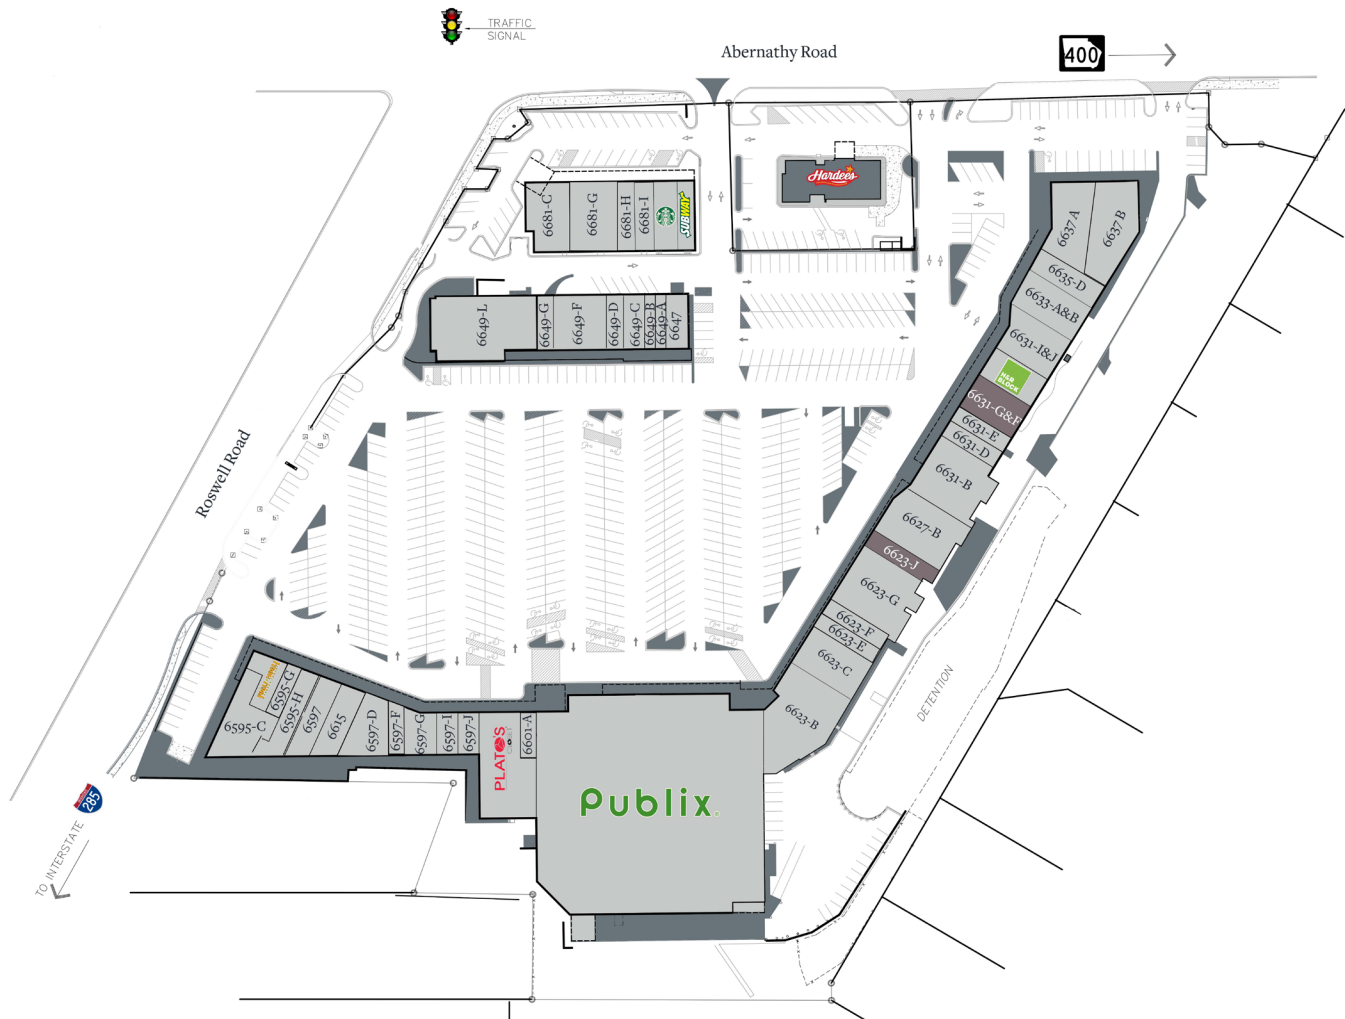 TRAFFIC
SIGNAL
Abernathy Road
400
Hardee's
6681-C
6681-G
6681-H
6681-I
SUBWAY
6637 A
6637 B
6635-D
6633-A&B
6631-I&J
H&R
BLOCK
6631-G&F
6631-E
6631-D
6631-B
6627-B
6623-J
6623-G
6623-F
6623-E
6623-C
6623-B
6649-L
6649-G
6649-F
6649-D
6649-C
6649-B
6649-A
6647
Roswell Road
DETENTION
6595-C
6595-G
6595-H
6597
6615
6597-D
6597-F
6597-G
6597-I
6597-J
PLATO'S
CLOSET
6601-A
Publix.
285
TO INTERSTATE